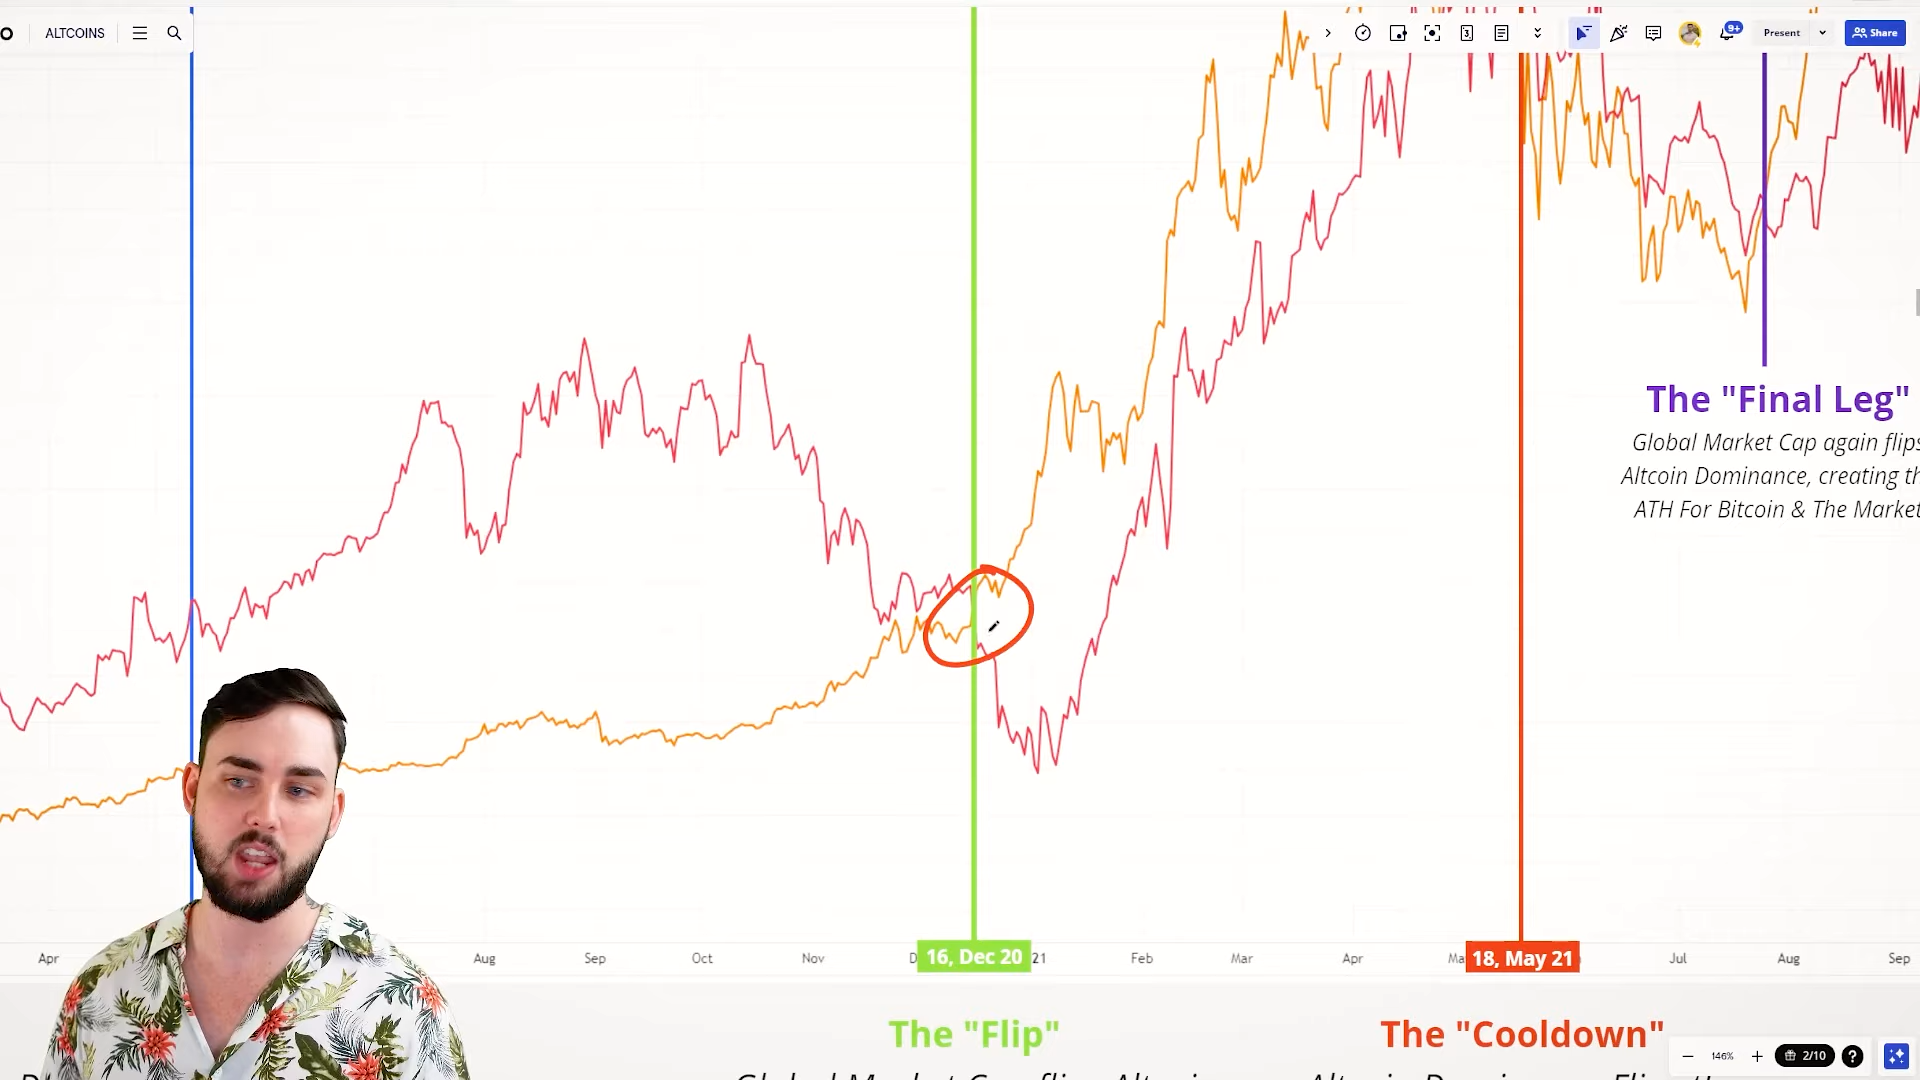 ALTCOINS
9+
Present
Share
The "Final Leg"
Global Market Cap again flips
Altcoin Dominance, creating th
ATH For Bitcoin & The Market
Apr
Aug
Sep
Oct
Nov
D
16, Dec 20
21
Feb
Mar
Apr
Ma
18, May 21
Jul
Aug
Sep
The "Flip"
The "Cooldown"
146%
2/10